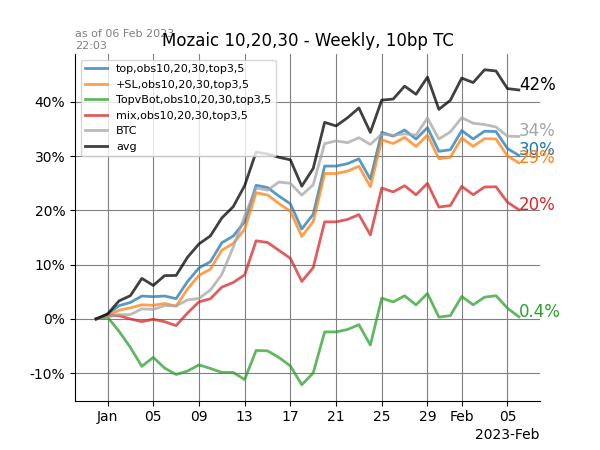 as of 06 Feb 2023
22:03
Mozaic 10,20,30 - Weekly, 10bp TC
top,obs10,20,30,top3,5
+SL,obs10,20,30,top3,5
TopvBot,obs10,20,30,top3,5
mix,obs10,20,30,top3,5
BTC
avg
40%
30%
20%
10%
0%
-10%
42%
34%
30%
29%
20%
0.4%
Jan 05 09 13 17 21 25 29 Feb 05
2023-Feb